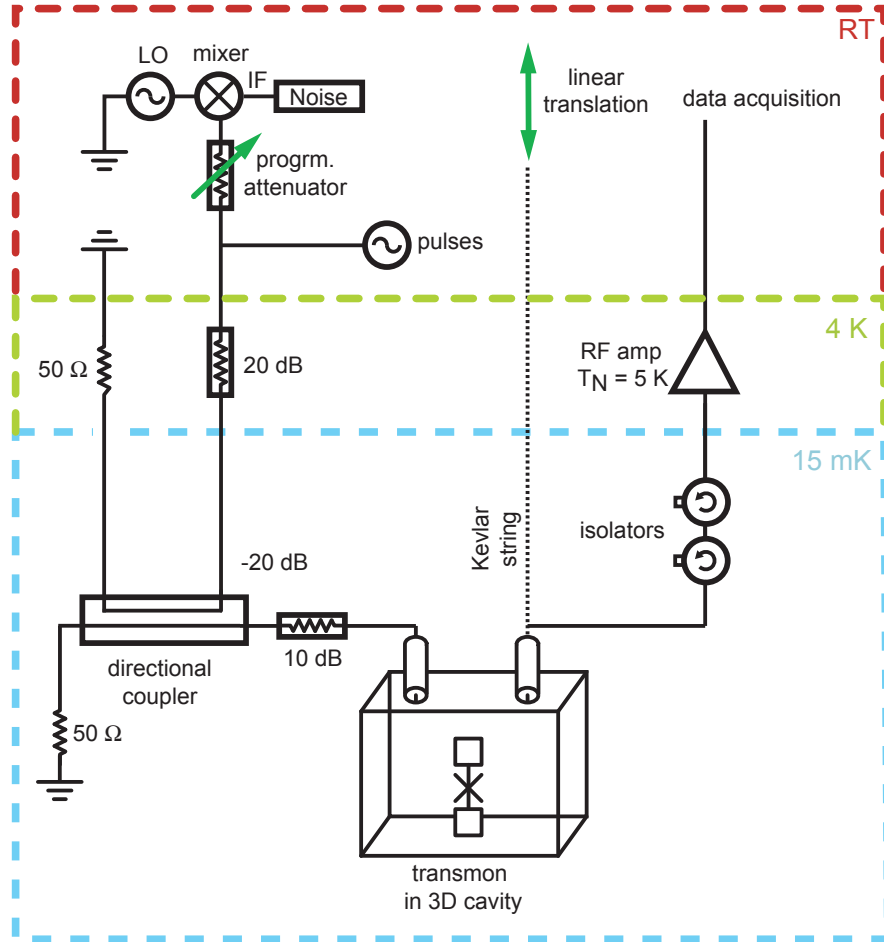 RT
LO
mixer
IF
Noise
linear
translation
data acquisition
progrm.
attenuator
pulses
4 K
50 Ω
20 dB
RF amp
T_N = 5 K
15 mK
Kevlar
string
isolators
-20 dB
10 dB
directional
coupler
50 Ω
transmon
in 3D cavity